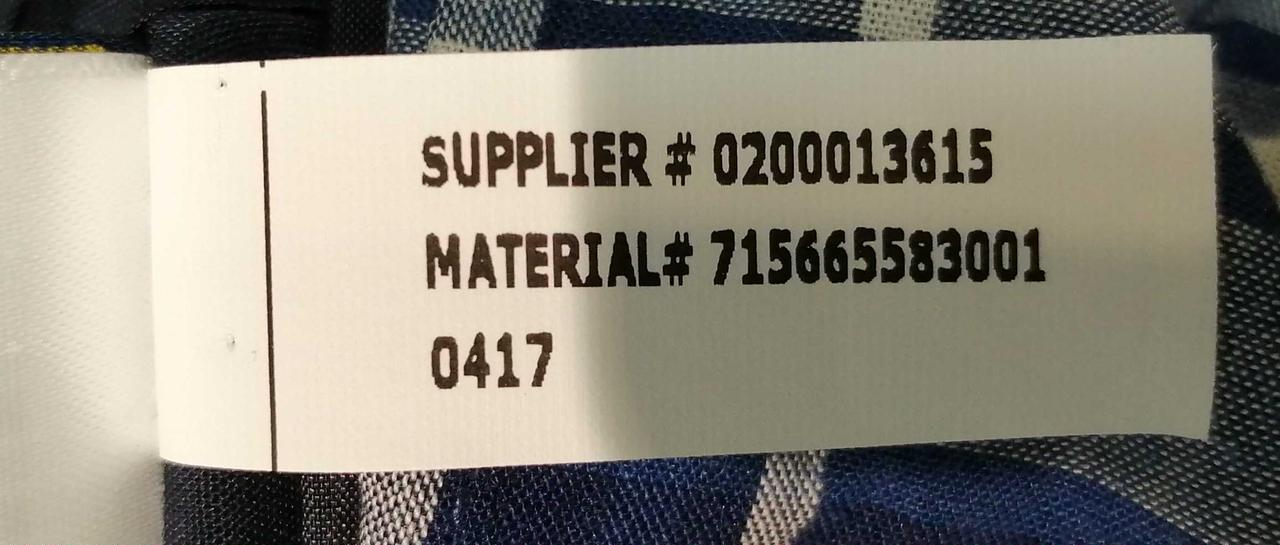 SUPPLIER # 0200013615
MATERIAL# 715665583001
0417